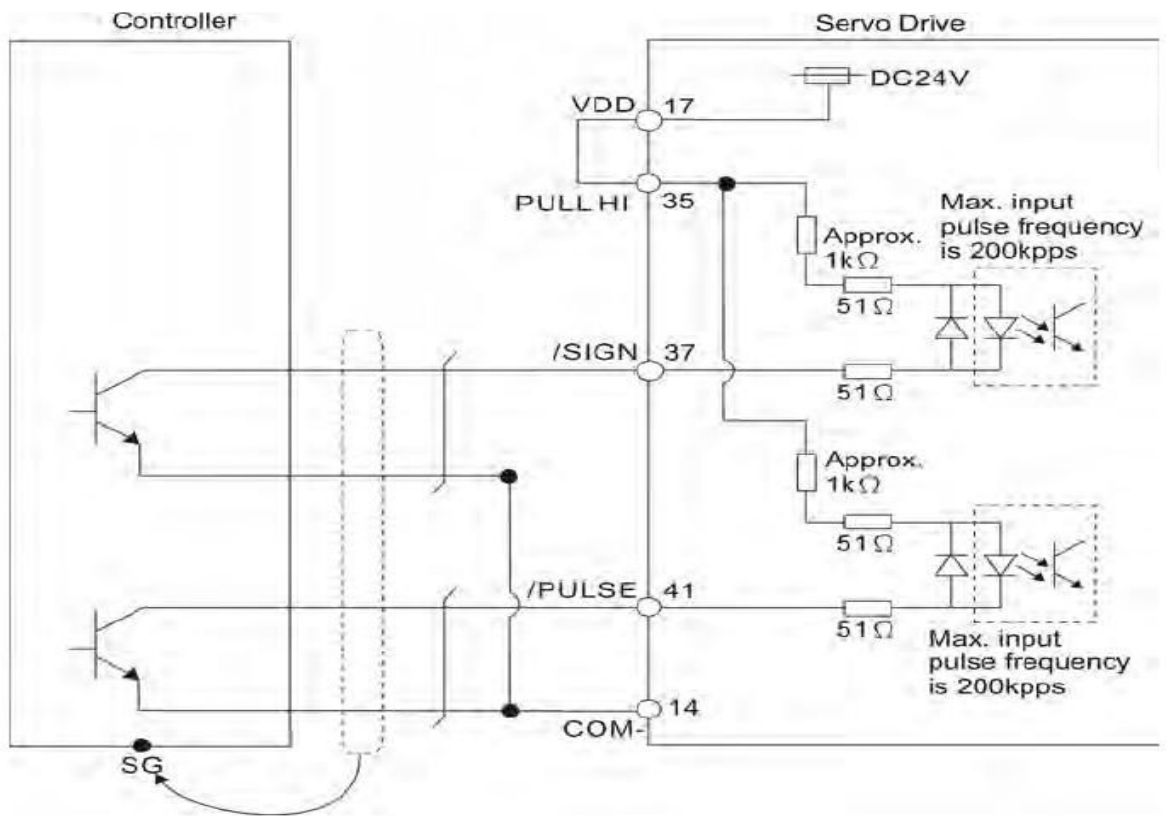 Controller
Servo Drive
DC24V
VDD 17
PULL HI 35
Max. input
pulse frequency
is 200kpps
Approx.
1kΩ
51Ω
/SIGN 37
51Ω
Approx.
1kΩ
51Ω
/PULSE 41
51Ω
Max. input
pulse frequency
is 200kpps
14
COM-
SG